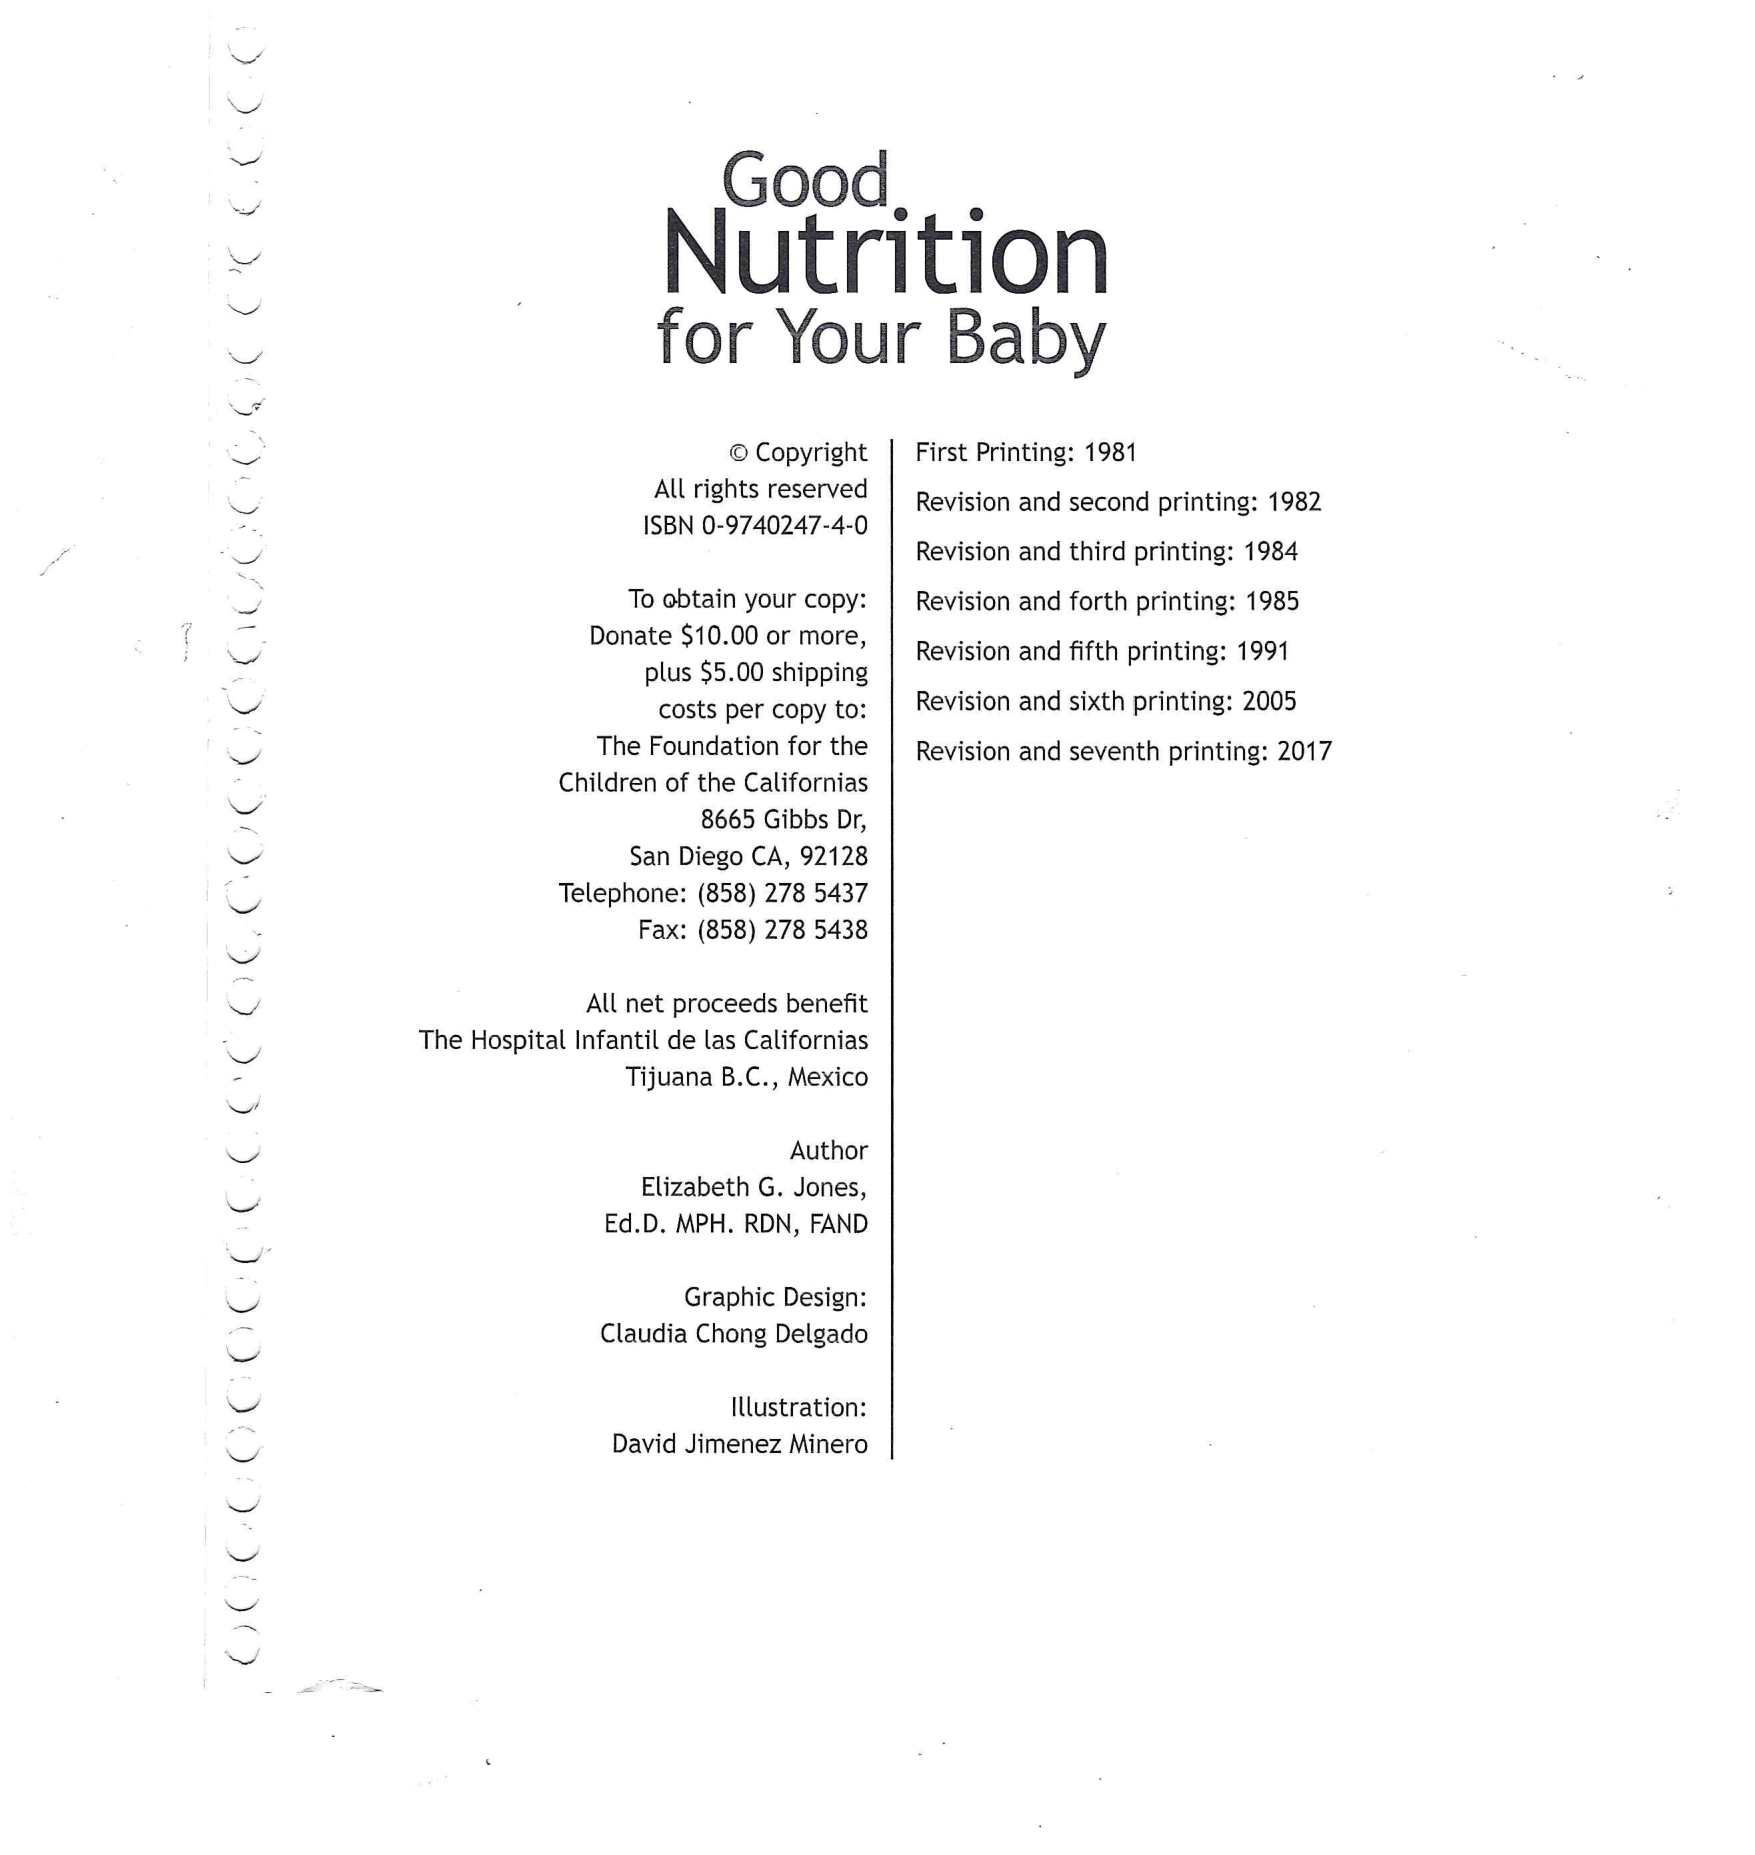 Good
Nutrition
for Your Baby
© Copyright
All rights reserved
ISBN 0-9740247-4-0
To obtain your copy:
Donate $10.00 or more,
plus $5.00 shipping
costs per copy to:
The Foundation for the
Children of the Californias
8665 Gibbs Dr,
San Diego CA, 92128
Telephone: (858) 278 5437
Fax: (858) 278 5438
All net proceeds benefit
The Hospital Infantil de las Californias
Tijuana B.C., Mexico
Author
Elizabeth G. Jones,
Ed.D. MPH. RDN, FAND
Graphic Design:
Claudia Chong Delgado
Illustration:
David Jimenez Minero
First Printing: 1981
Revision and second printing: 1982
Revision and third printing: 1984
Revision and forth printing: 1985
Revision and fifth printing: 1991
Revision and sixth printing: 2005
Revision and seventh printing: 2017